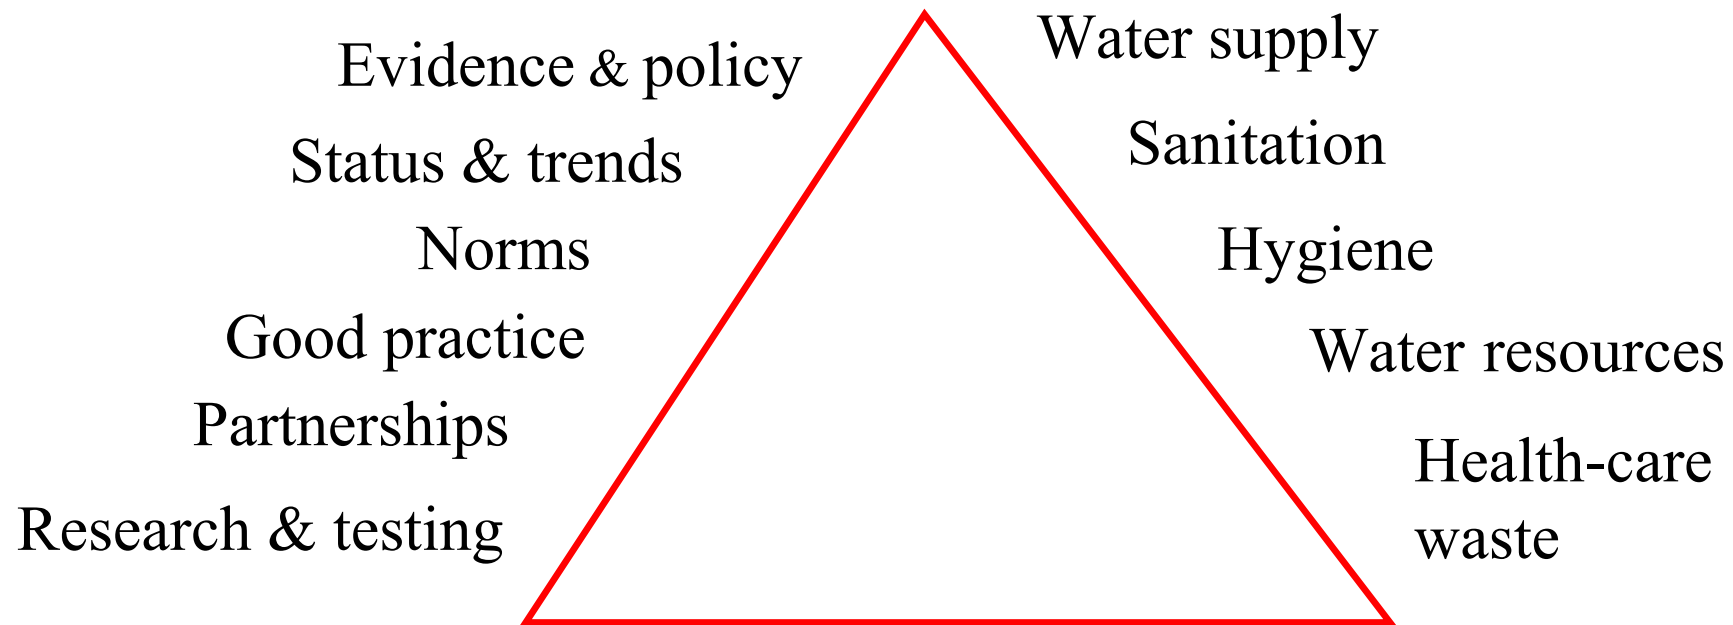 Evidence & policy
Status & trends
Norms
Good practice
Partnerships
Research & testing
Water supply
Sanitation
Hygiene
Water resources
Health-care
waste